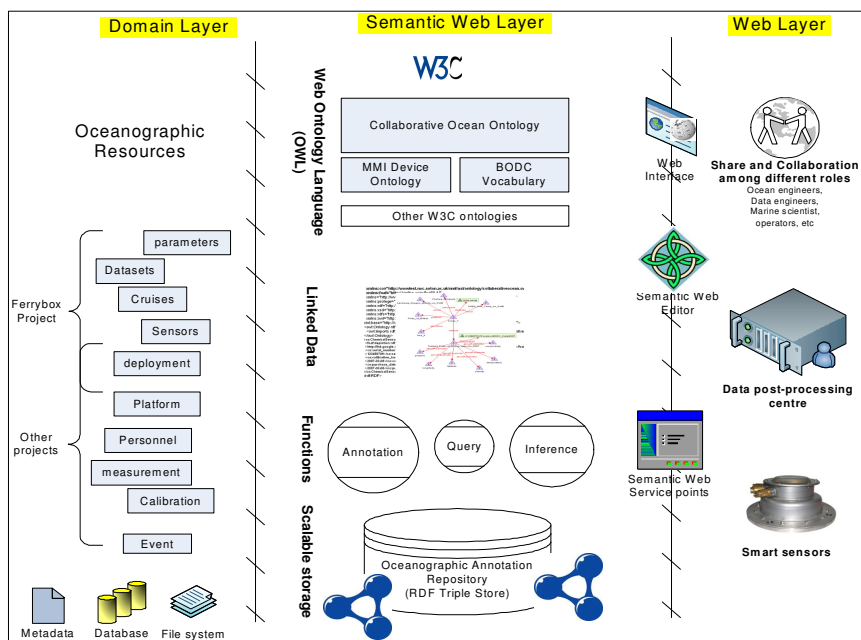 Domain Layer
Semantic Web Layer
Web Layer
W3C
Web Ontology Language
(OWL)
Collaborative Ocean Ontology
MMI Device
Ontology
BODC
Vocabulary
Other W3C ontologies
Oceanographic
Resources
parameters
Datasets
Cruises
Sensors
deployment
Platform
Personnel
measurement
Calibration
Event
Ferrybox
Project
Other
projects
Metadata
Database
File system
Linked Data
Functions
Annotation
Query
Inference
Scalable storage
Oceanographic Annotation
Repository
(RDF Triple Store)
Web
Interface
Share and Collaboration
among different roles
Ocean engineers,
Data engineers,
Marine scientist,
operators, etc
Semantic Web
Editor
Data post-processing
centre
Semantic Web
Service points
Smart sensors